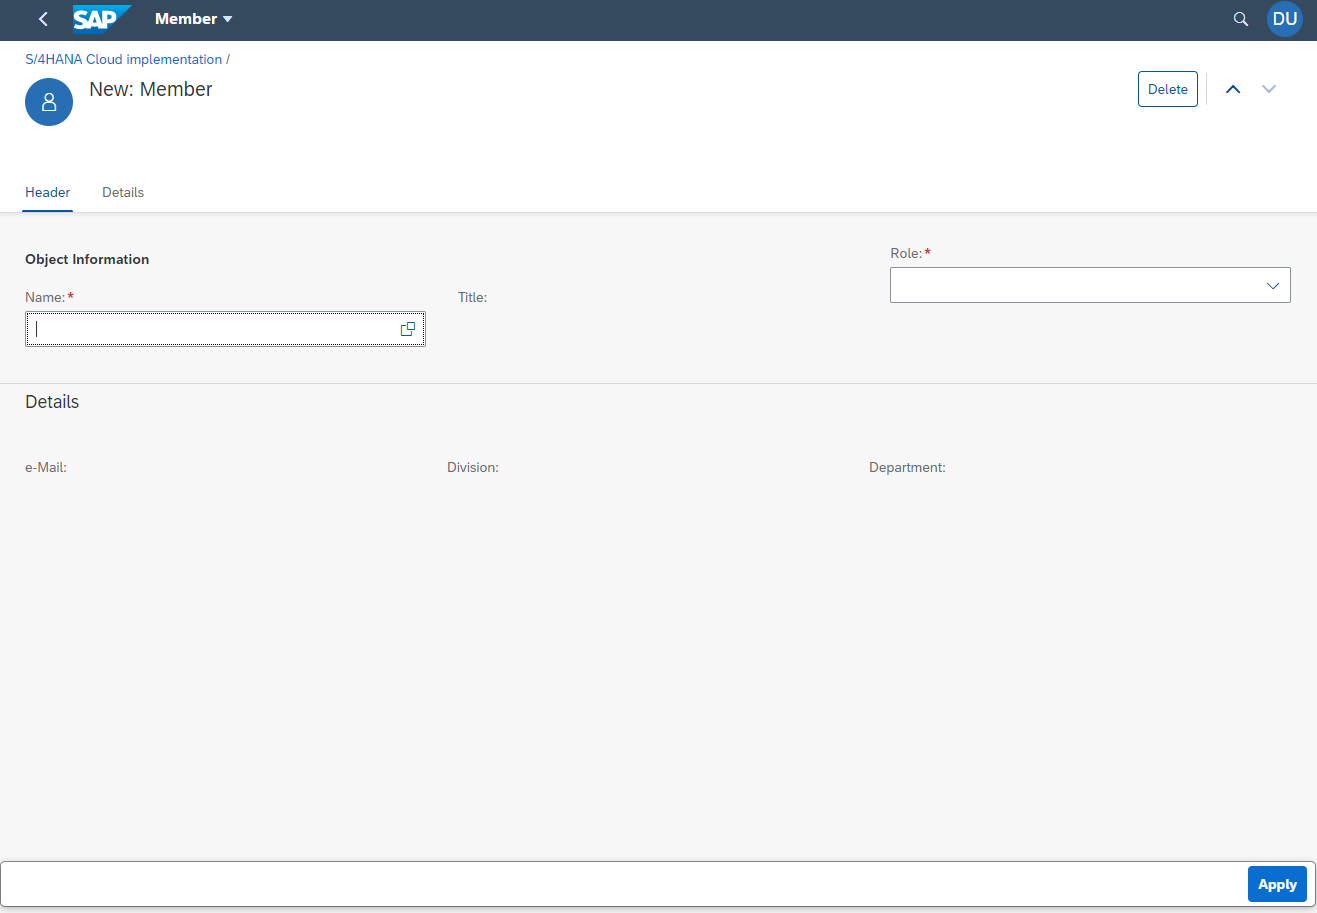 SAP Member DU
S/4HANA Cloud implementation /
New: Member
Delete
Header Details
Object Information
Role:*
Name:* Title:
Details
e-Mail: Division: Department:
Apply